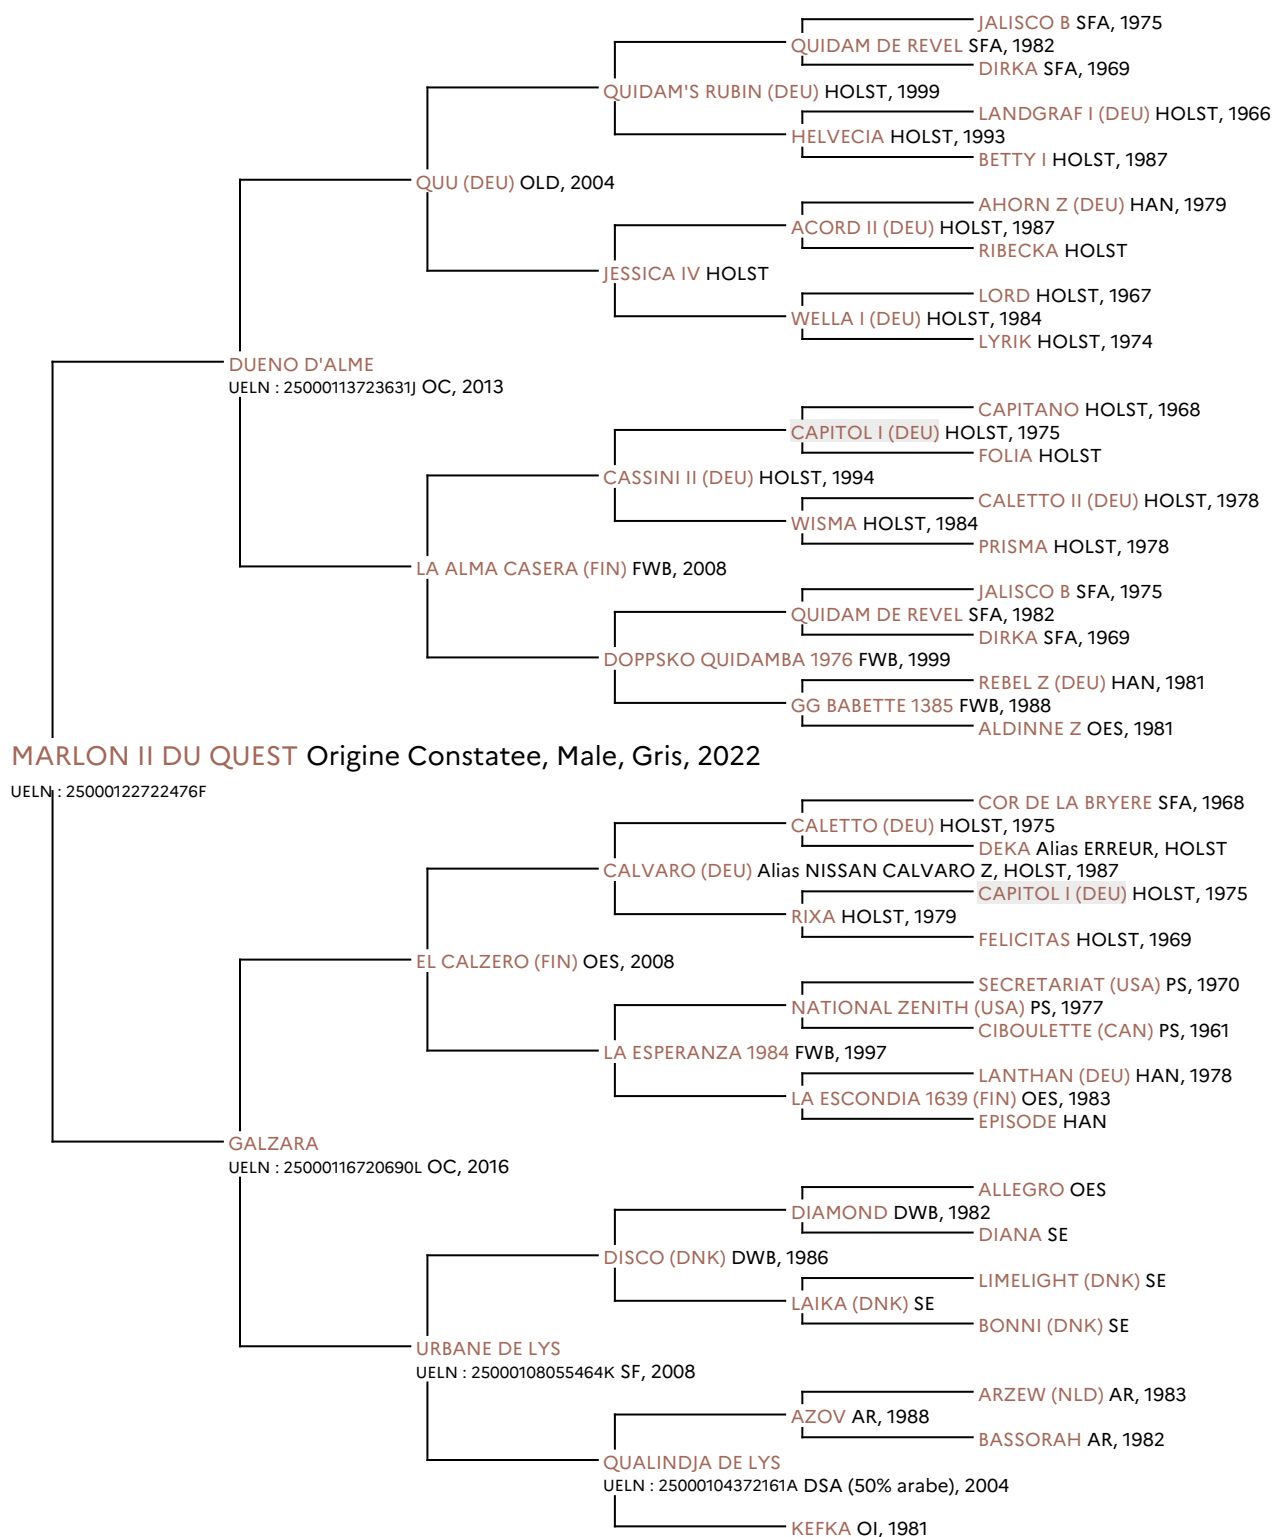 JALISCO B SFA, 1975
QUIDAM DE REVEL SFA, 1982
DIRKA SFA, 1969
QUIDAM'S RUBIN (DEU) HOLST, 1999
LANDGRAF I (DEU) HOLST, 1966
HELVECIA HOLST, 1993
BETTY I HOLST, 1987
QUU (DEU) OLD, 2004
AHORN Z (DEU) HAN, 1979
ACORD II (DEU) HOLST, 1987
RIBECKA HOLST
JESSICA IV HOLST
LORD HOLST, 1967
WELLA I (DEU) HOLST, 1984
LYRIK HOLST, 1974
DUENO D'ALME
UELN : 25000113723631J OC, 2013
CAPITANO HOLST, 1968
CAPITOL I (DEU) HOLST, 1975
FOLIA HOLST
CASSINI II (DEU) HOLST, 1994
CALETTO II (DEU) HOLST, 1978
WISMA HOLST, 1984
PRISMA HOLST, 1978
LA ALMA CASERA (FIN) FWB, 2008
JALISCO B SFA, 1975
QUIDAM DE REVEL SFA, 1982
DIRKA SFA, 1969
DOPPSKO QUIDAMBA 1976 FWB, 1999
REBEL Z (DEU) HAN, 1981
GG BABETTE 1385 FWB, 1988
ALDINNE Z OES, 1981
MARLON II DU QUEST Origine Constatee, Male, Gris, 2022
UELN : 25000122722476F
COR DE LA BRYERE SFA, 1968
CALETTO (DEU) HOLST, 1975
DEKA Alias ERREUR, HOLST
CALVARO (DEU) Alias NISSAN CALVARO Z, HOLST, 1987
CAPITOL I (DEU) HOLST, 1975
RIXA HOLST, 1979
FELICITAS HOLST, 1969
EL CALZERO (FIN) OES, 2008
SECRETARIAT (USA) PS, 1970
NATIONAL ZENITH (USA) PS, 1977
CIBOULETTE (CAN) PS, 1961
LA ESPERANZA 1984 FWB, 1997
LANTHAN (DEU) HAN, 1978
LA ESCONDIA 1639 (FIN) OES, 1983
EPISODE HAN
GALZARA
UELN : 25000116720690L OC, 2016
ALLEGRO OES
DIAMOND DWB, 1982
DIANA SE
DISCO (DNK) DWB, 1986
LIMELIGHT (DNK) SE
LAIKA (DNK) SE
BONNI (DNK) SE
URBANE DE LYS
UELN : 25000108055464K SF, 2008
ARZEW (NLD) AR, 1983
AZOV AR, 1988
BASSORAH AR, 1982
QUALINDJA DE LYS
UELN : 25000104372161A DSA (50% arabe), 2004
KEFKA OI, 1981